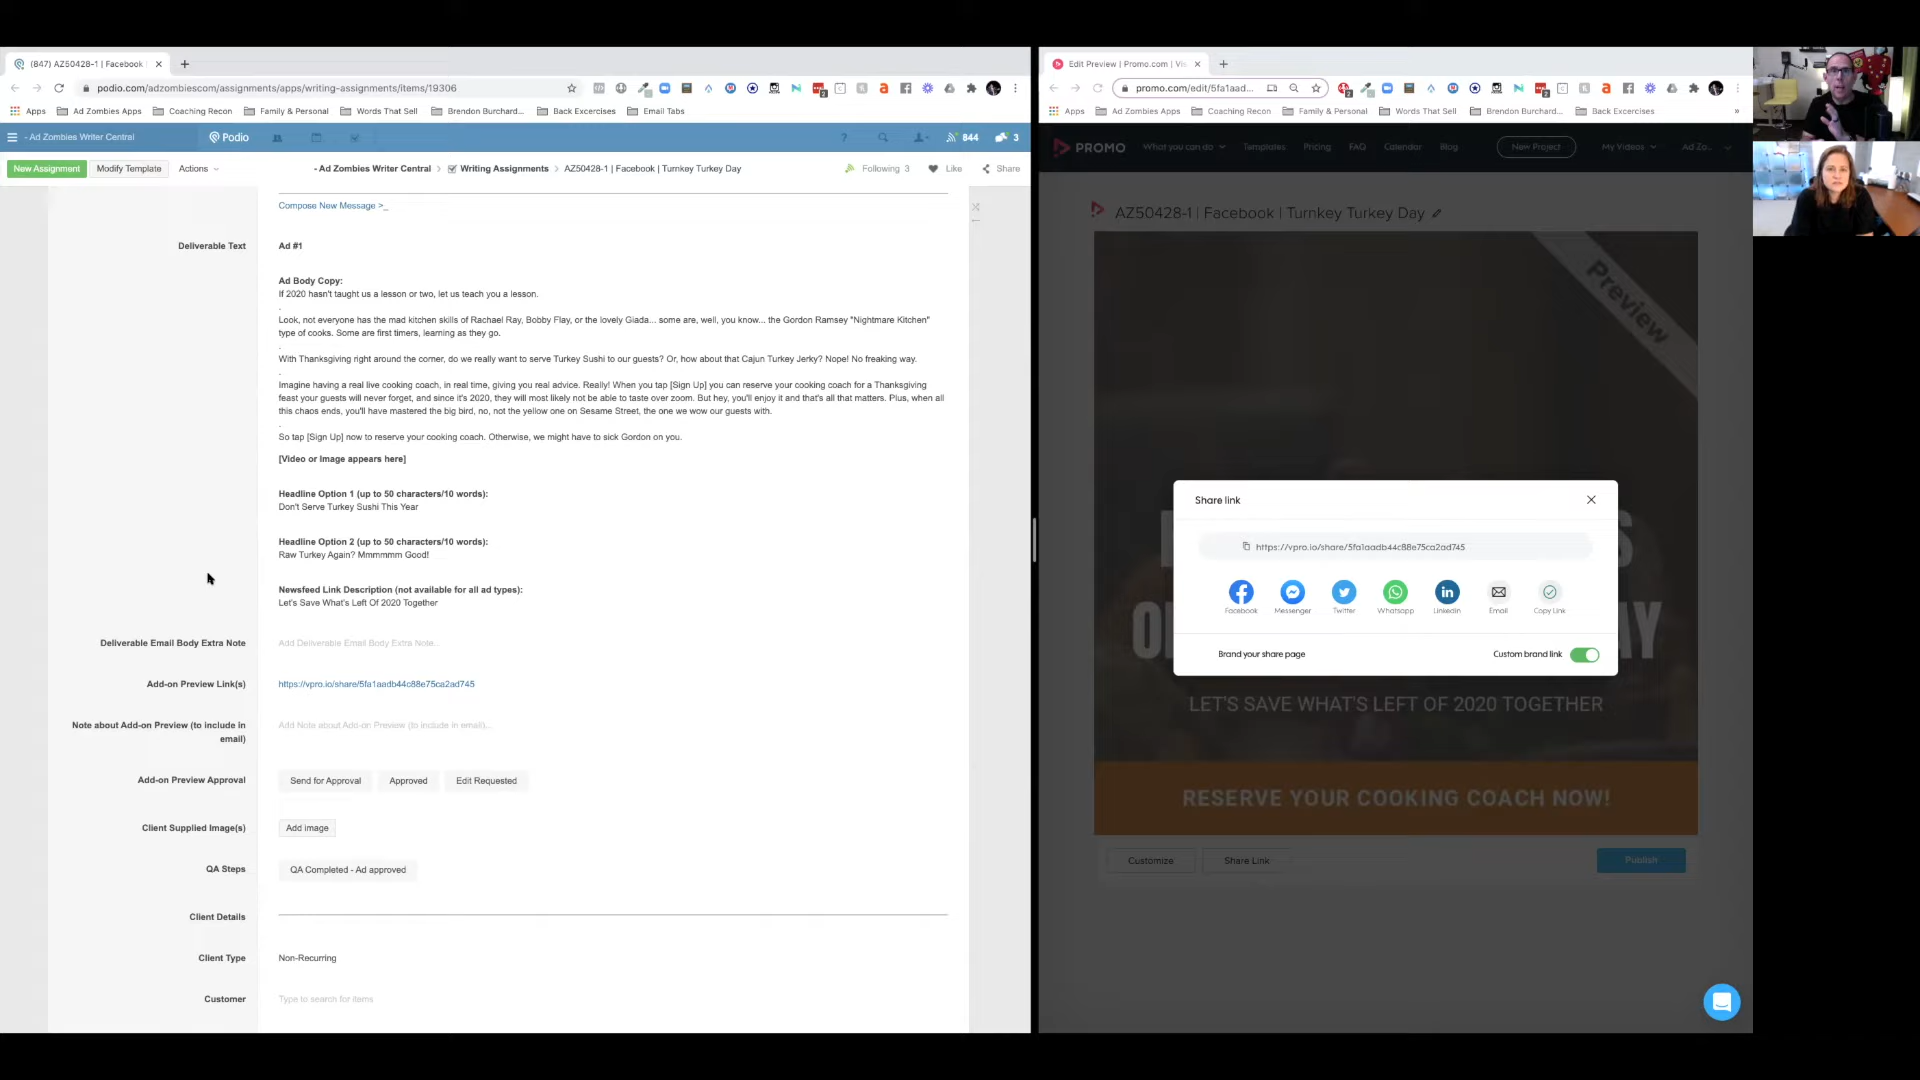 (847) AZ50428-1 | Facebook
podio.com/adzombiescom/assignments/apps/writing-assignments/items/19306
Apps
Ad Zombies Apps
Coaching Recon
Family & Personal
Words That Sell
Brendon Burchard...
Back Excercises
Email Tabs
- Ad Zombies Writer Central
Podio
?
844
3
New Assignment
Modify Template
Actions
- Ad Zombies Writer Central
Writing Assignments
AZ50428-1 | Facebook | Turnkey Turkey Day
Following 3
Like
Share
Compose New Message >_
Deliverable Text
Ad #1
Ad Body Copy:
If 2020 hasn't taught us a lesson or two, let us teach you a lesson.
.
Look, not everyone has the mad kitchen skills of Rachael Ray, Bobby Flay, or the lovely Giada... some are, well, you know... the Gordon Ramsey "Nightmare Kitchen"
type of cooks. Some are first timers, learning as they go.
.
With Thanksgiving right around the corner, do we really want to serve Turkey Sushi to our guests? Or, how about that Cajun Turkey Jerky? Nope! No freaking way.
.
Imagine having a real live cooking coach, in real time, giving you real advice. Really! When you tap [Sign Up] you can reserve your cooking coach for a Thanksgiving
feast your guests will never forget, and since it's 2020, they will most likely not be able to taste over zoom. But hey, you'll enjoy it and that's all that matters. Plus, when all
this chaos ends, you'll have mastered the big bird, no, not the yellow one on Sesame Street, the one we wow our guests with.
.
So tap [Sign Up] now to reserve your cooking coach. Otherwise, we might have to sick Gordon on you.
[Video or Image appears here]
Headline Option 1 (up to 50 characters/10 words):
Don't Serve Turkey Sushi This Year
Headline Option 2 (up to 50 characters/10 words):
Raw Turkey Again? Mmmmmm Good!
Newsfeed Link Description (not available for all ad types):
Let's Save What's Left Of 2020 Together
Deliverable Email Body Extra Note
Add Deliverable Email Body Extra Note...
Add-on Preview Link(s)
https://vpro.io/share/5fa1aadb44c88e75ca2ad745
Note about Add-on Preview (to include in
email)
Add Note about Add-on Preview (to include in email)...
Add-on Preview Approval
Send for Approval
Approved
Edit Requested
Client Supplied Image(s)
Add image
QA Steps
QA Completed - Ad approved
Client Details
Client Type
Non-Recurring
Customer
Type to search for items
Edit Preview | Promo.com | Vi
promo.com/edit/5fa1aad...
Apps
Ad Zombies Apps
Coaching Recon
Family & Personal
Words That Sell
Brendon Burchard...
Back Excercises
»
PROMO
What you can do
Templates
Pricing
FAQ
Calendar
Blog
New Project
My Videos
Ad Zo...
AZ50428-1 | Facebook | Turnkey Turkey Day
Preview
Share link
https://vpro.io/share/5fa1aadb44c88e75ca2ad745
Facebook
Messenger
Twitter
Whatsapp
LinkedIn
Email
Copy Link
Brand your share page
Custom brand link
LET'S SAVE WHAT'S LEFT OF 2020 TOGETHER
RESERVE YOUR COOKING COACH NOW!
Customize
Share Link
Publish